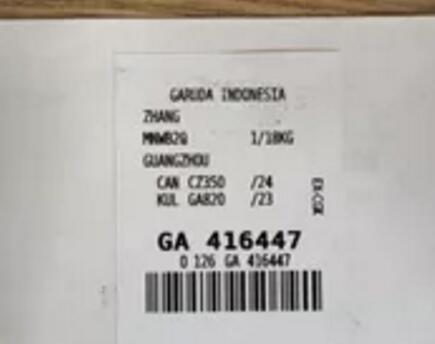 GARUDA INDONESIA
ZHANG
MNWB2Q 1/18KG
GUANGZHOU
CAN CZ350 /24
KUL GA820 /23
EX-CGK
GA 416447
0 126 GA 416447